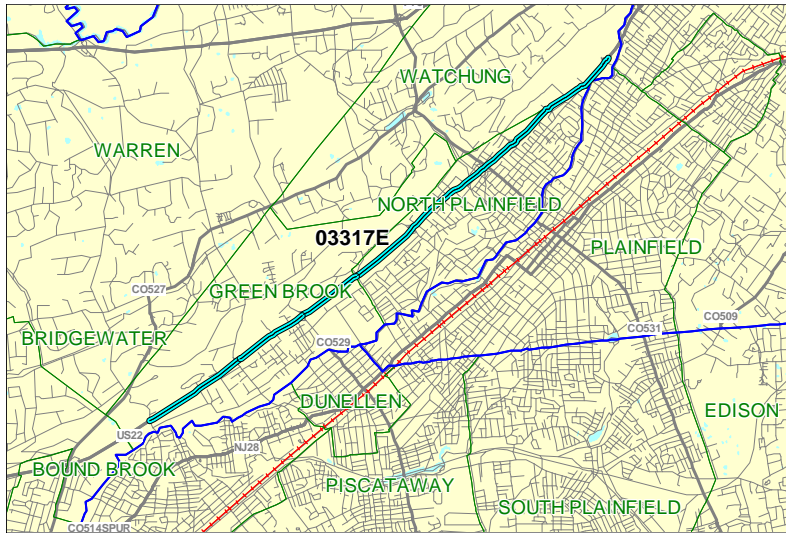 WATCHUNG
WARREN
NORTH PLAINFIELD
03317E
PLAINFIELD
CO527
GREEN BROOK
CO509
CO531
BRIDGEWATER
CO529
DUNELLEN
EDISON
US22
NJ28
BOUND BROOK
PISCATAWAY
SOUTH PLAINFIELD
CO514SPUR